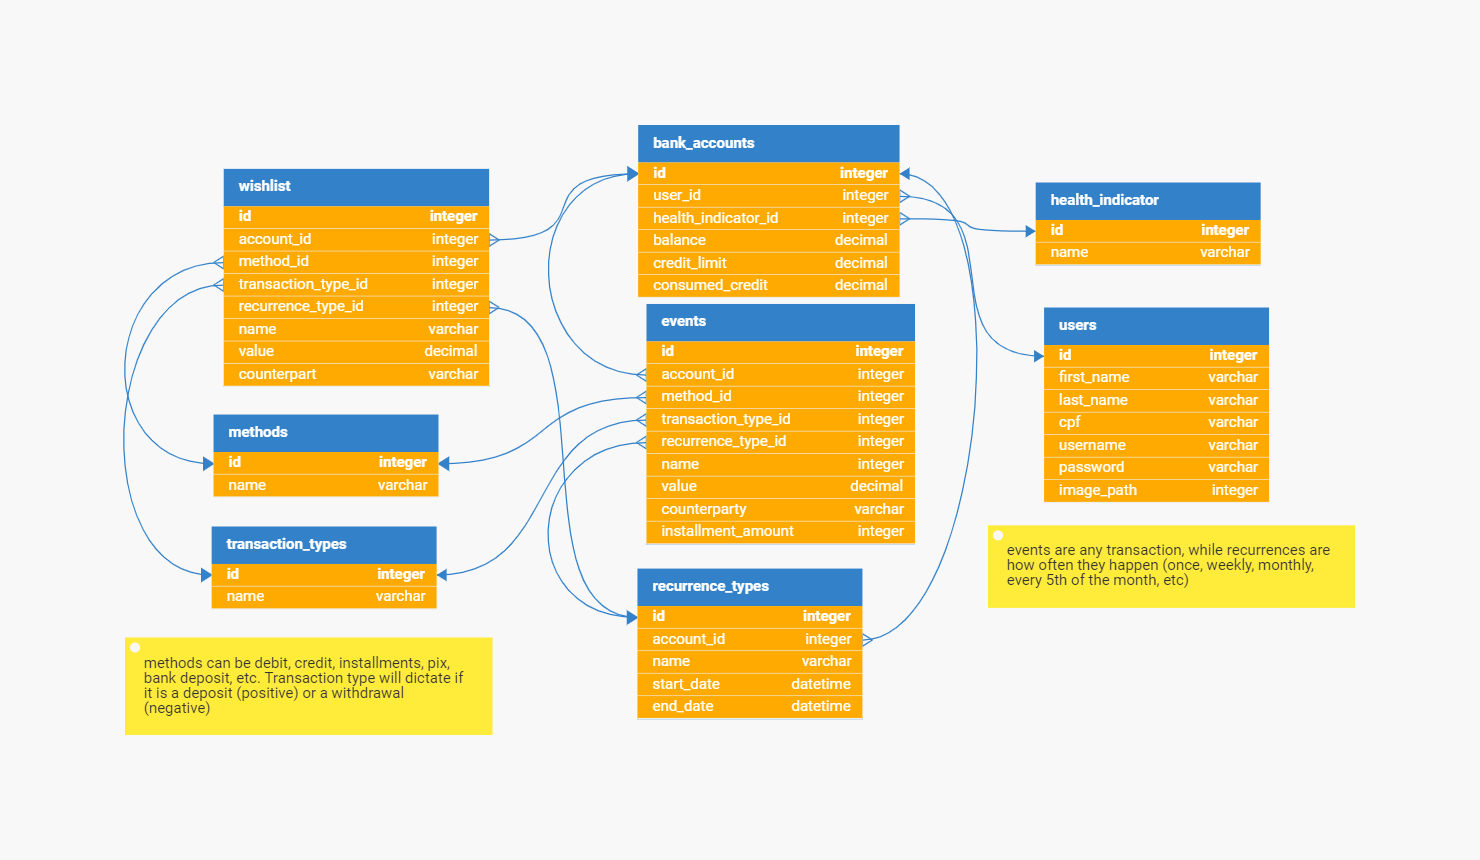 wishlist
id integer
account_id integer
method_id integer
transaction_type_id integer
recurrence_type_id integer
name varchar
value decimal
counterpart varchar
methods
id integer
name varchar
transaction_types
id integer
name varchar
methods can be debit, credit, installments, pix,
bank deposit, etc. Transaction type will dictate if
it is a deposit (positive) or a withdrawal
(negative)
bank_accounts
id integer
user_id integer
health_indicator_id integer
balance decimal
credit_limit decimal
consumed_credit decimal
events
id integer
account_id integer
method_id integer
transaction_type_id integer
recurrence_type_id integer
name integer
value decimal
counterparty varchar
installment_amount integer
recurrence_types
id integer
account_id integer
name varchar
start_date datetime
end_date datetime
health_indicator
id integer
name varchar
users
id integer
first_name varchar
last_name varchar
cpf varchar
username varchar
password varchar
image_path integer
events are any transaction, while recurrences are
how often they happen (once, weekly, monthly,
every 5th of the month, etc)